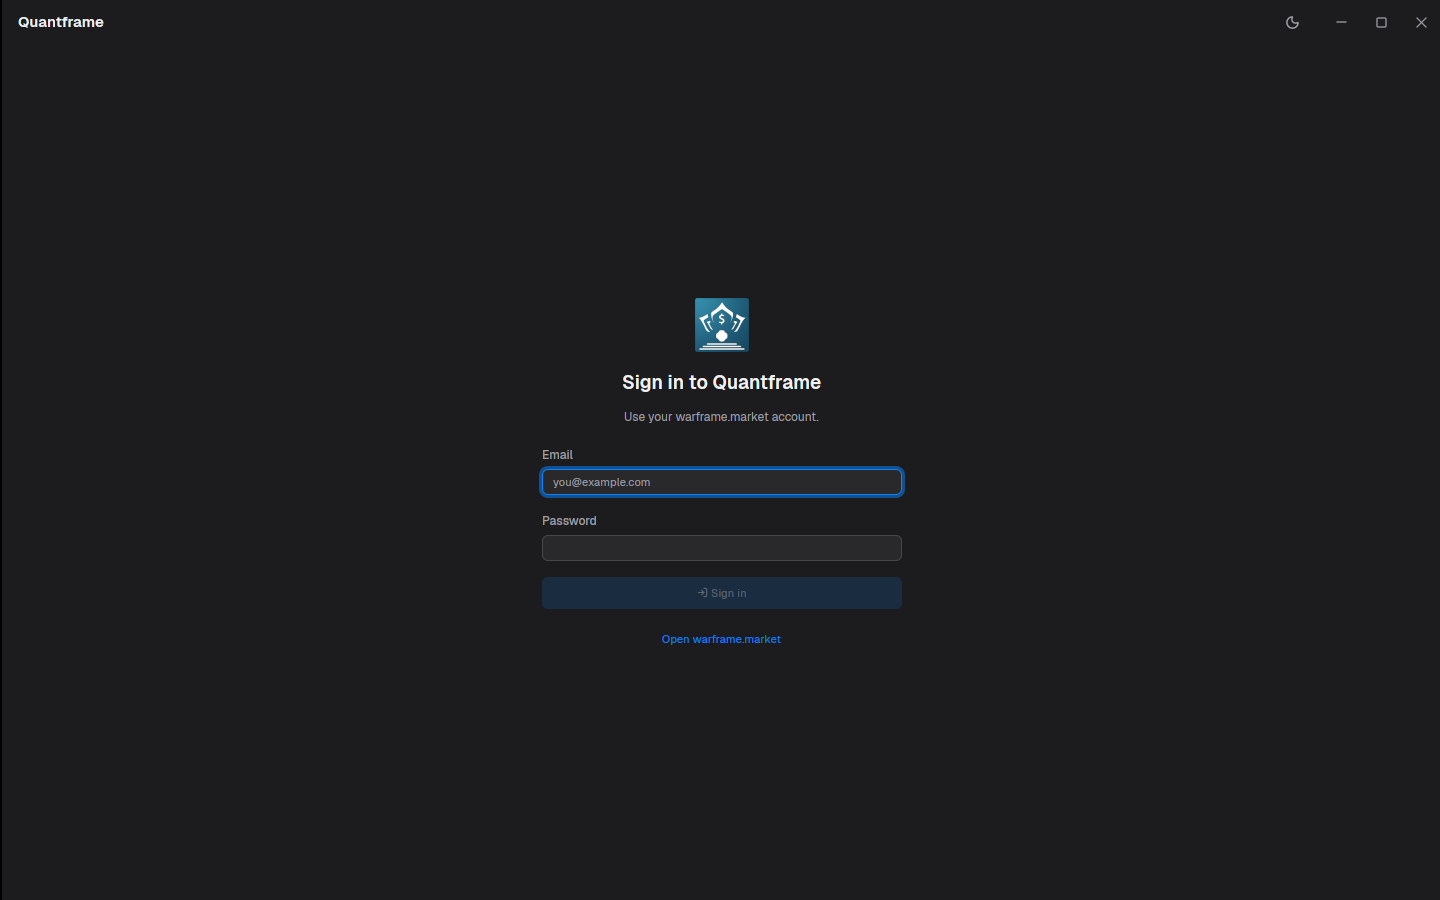 Quantframe
$
Sign in to Quantframe
Use your warframe.market account.
Email
you@example.com
Password
Sign in
Open warframe.market